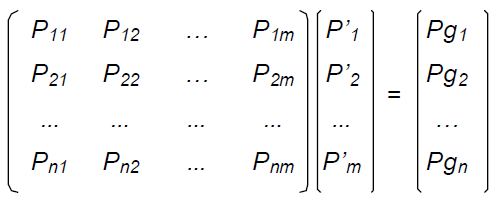 P11 P12 … P1m P’1 Pg1
P21 P22 … P2m P’2 Pg2
... ... ... ... ... = …
Pn1 Pn2 ... Pnm P’m Pgn